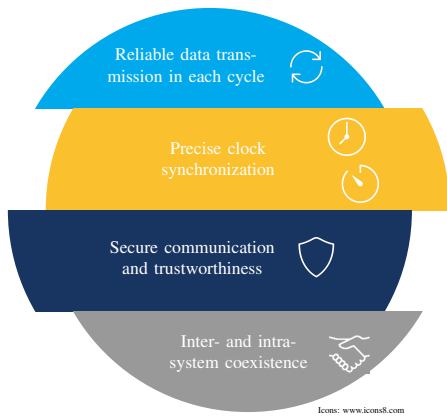 Reliable data trans-
mission in each cycle
Precise clock
synchronization
Secure communication
and trustworthiness
Inter- and intra-
system coexistence
Icons: www.icons8.com